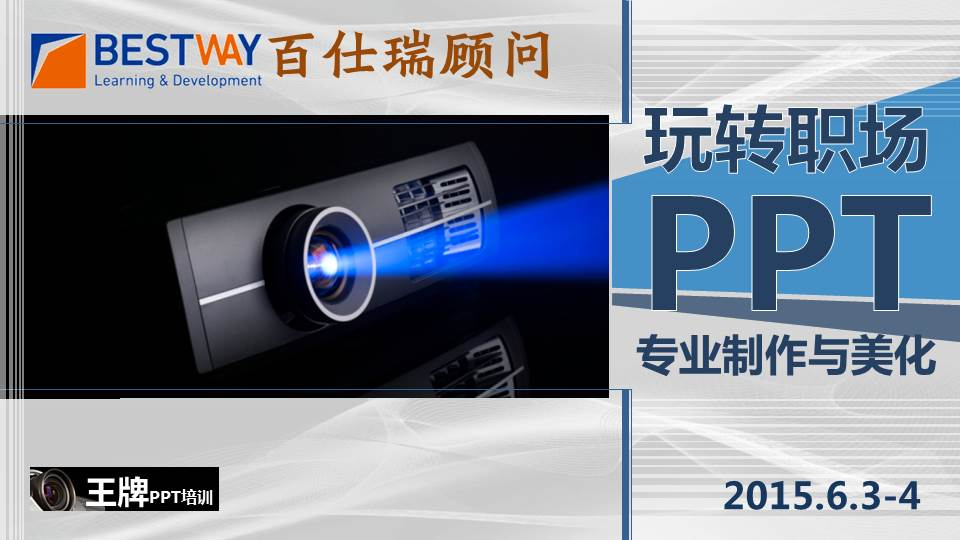 BESTWAY 百仕瑞顾问
Learning & Development
玩转职场
PPT
专业制作与美化
王牌PPT培训
2015.6.3-4